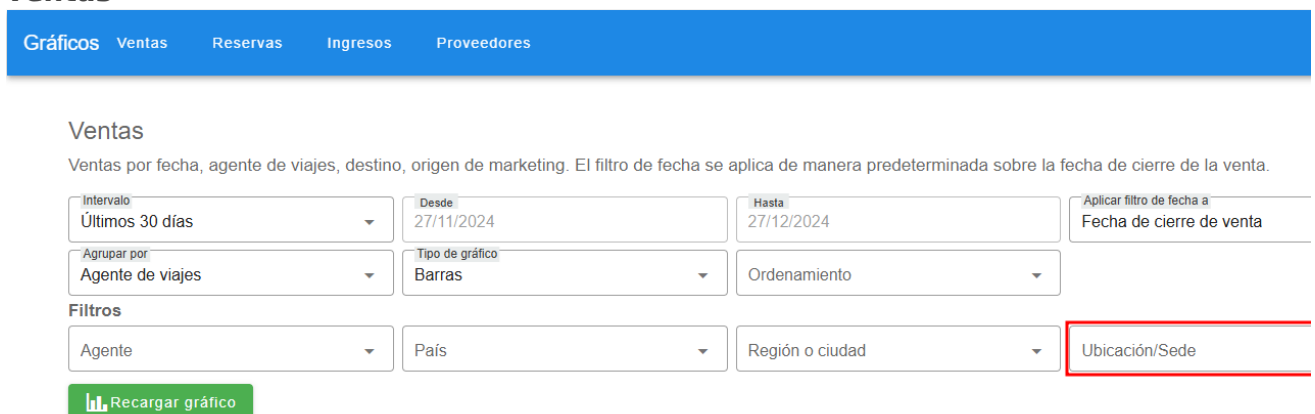 Gráficos Ventas Reservas Ingresos Proveedores
Ventas
Ventas por fecha, agente de viajes, destino, origen de marketing. El filtro de fecha se aplica de manera predeterminada sobre la fecha de cierre de la venta.
Intervalo Desde Hasta Aplicar filtro de fecha a
Últimos 30 días 27/11/2024 27/12/2024 Fecha de cierre de venta
Agrupar por Tipo de gráfico
Agente de viajes Barras Ordenamiento
Filtros
Agente País Región o ciudad Ubicación/Sede
Recargar gráfico